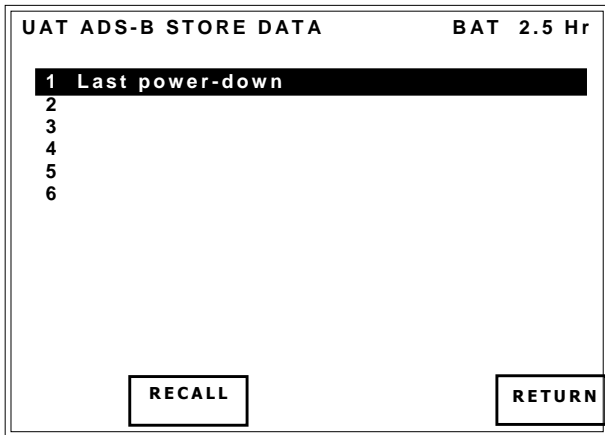 UAT ADS-B STORE DATA BAT 2.5 Hr
1 Last power-down
2
3
4
5
6
RECALL RETURN